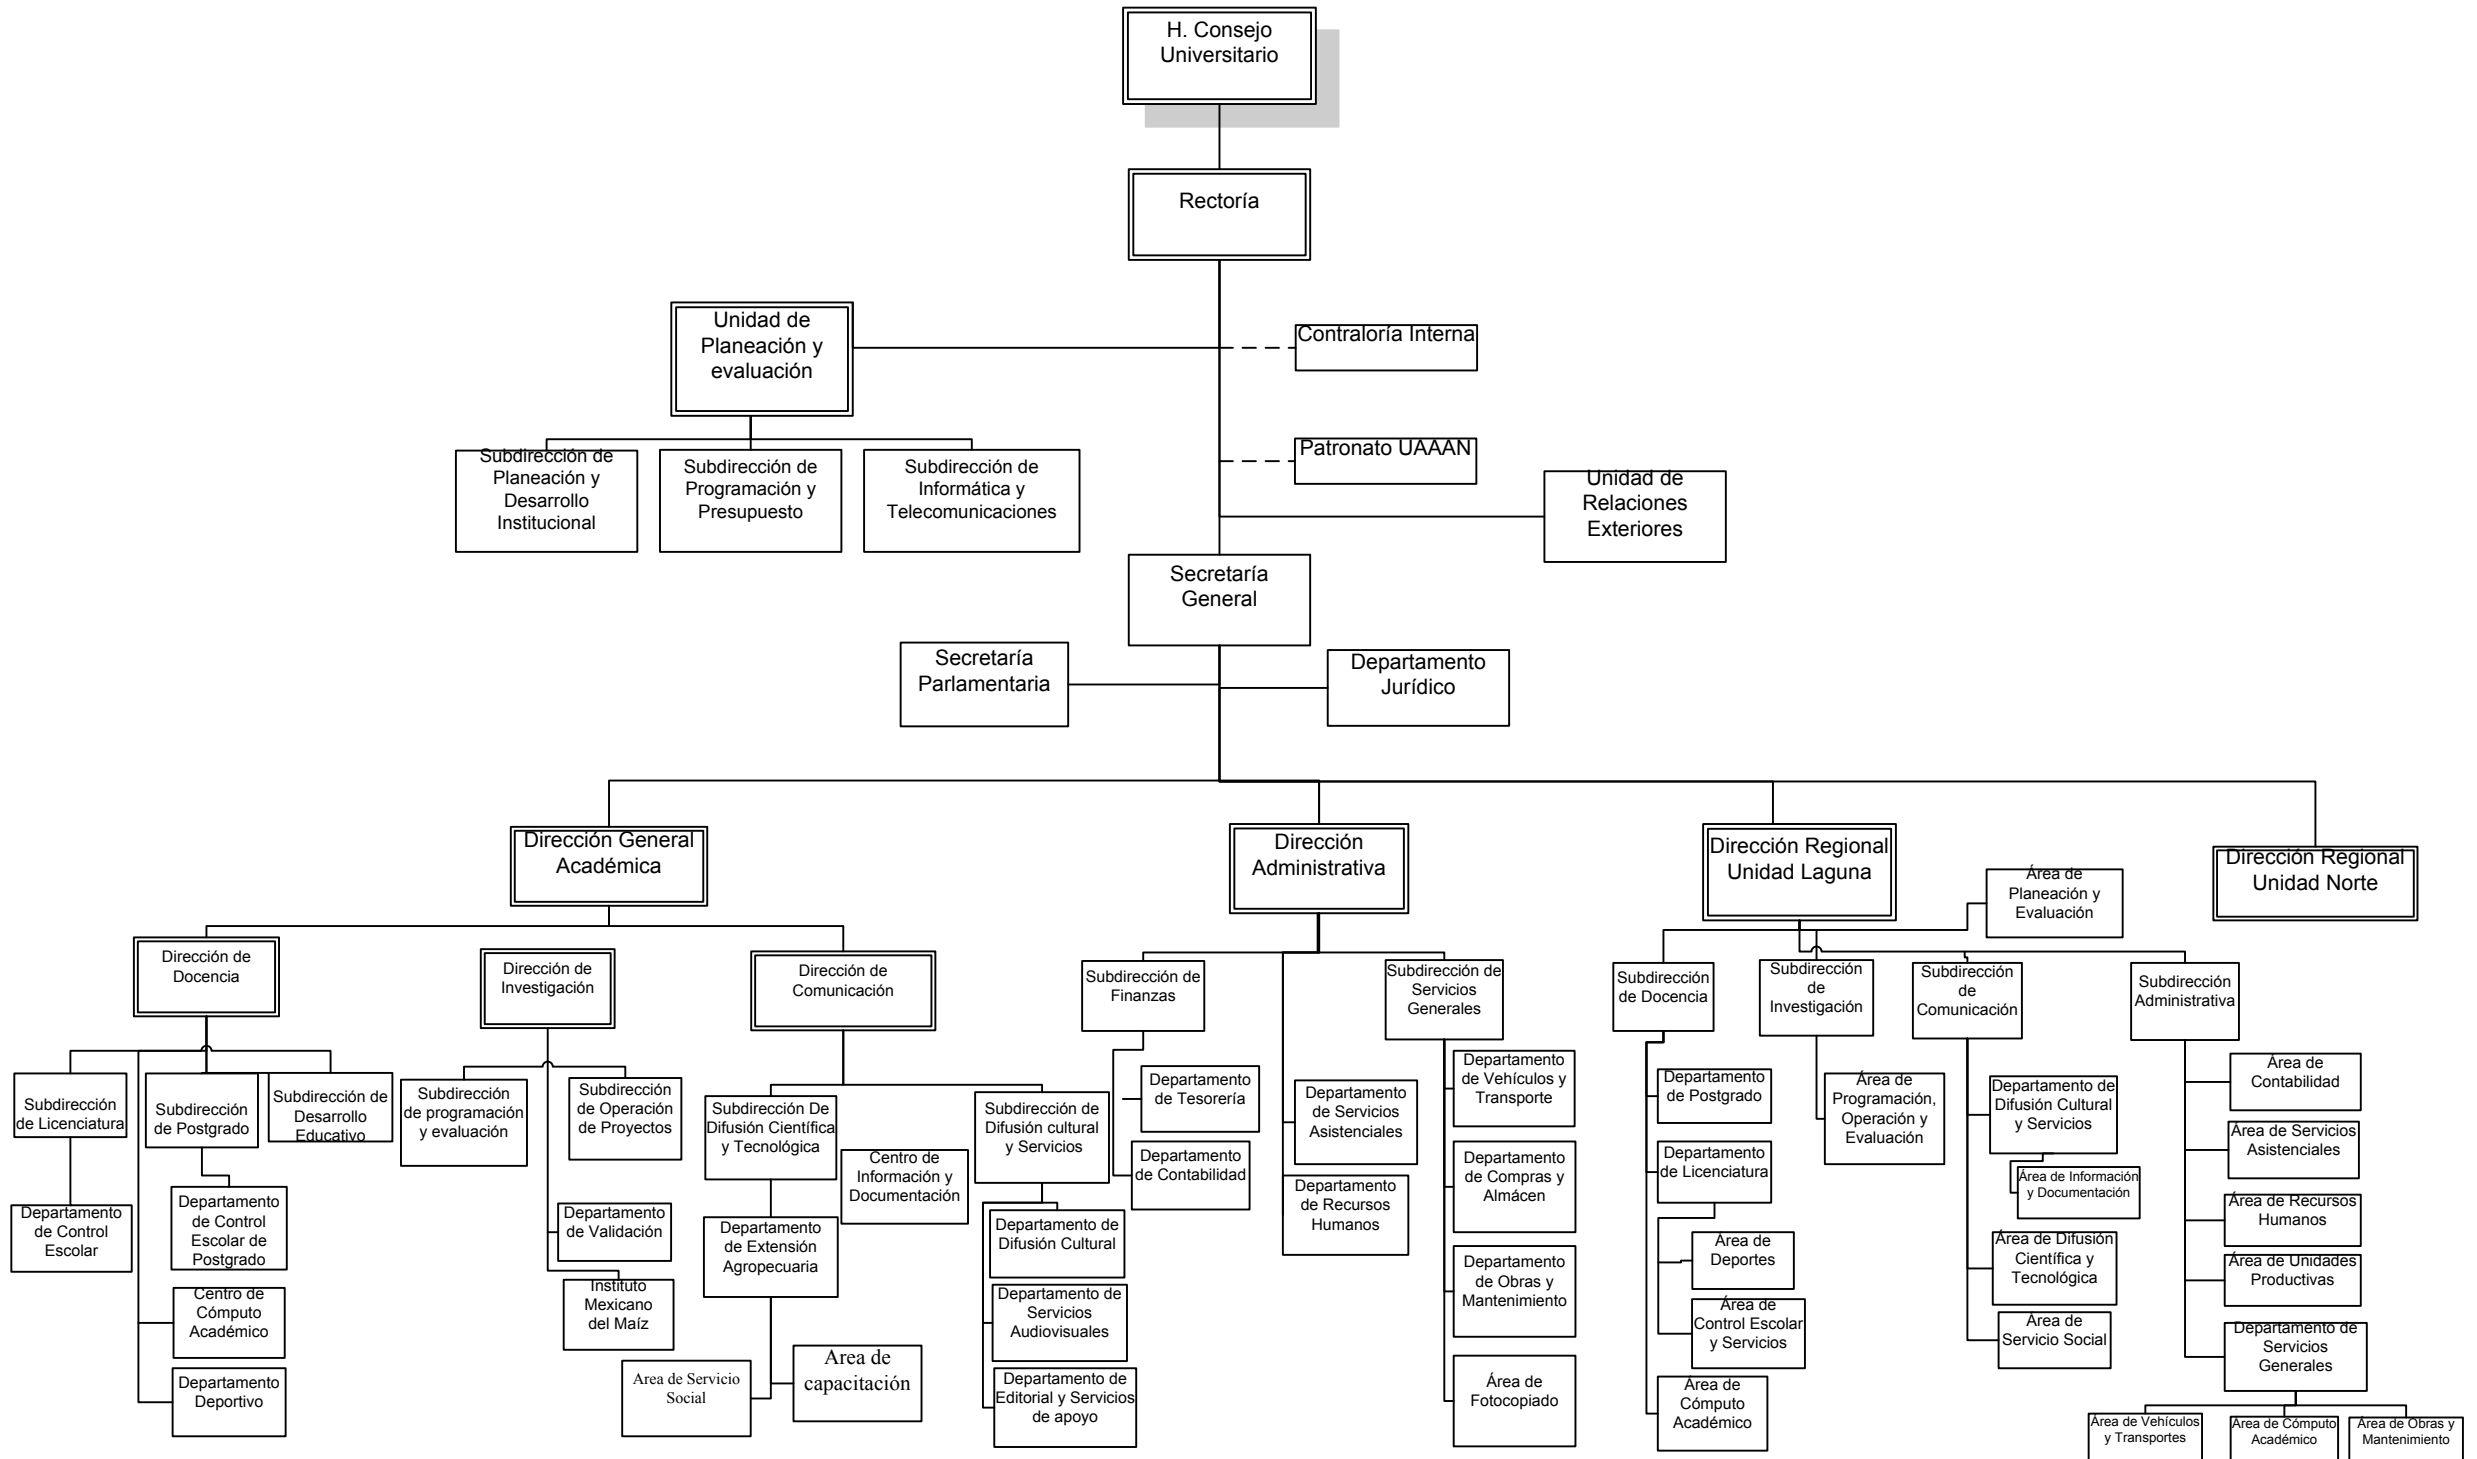 H. Consejo
Universitario
Rectoría
Unidad de
Planeación y
evaluación
Contraloría Interna
Patronato UAAAN
Subdirección de
Planeación y
Desarrollo
Institucional
Subdirección de
Programación y
Presupuesto
Subdirección de
Informática y
Telecomunicaciones
Unidad de
Relaciones
Exteriores
Secretaría
General
Secretaría
Parlamentaria
Departamento
Jurídico
Dirección General
Académica
Dirección
Administrativa
Dirección Regional
Unidad Laguna
Área de
Planeación y
Evaluación
Dirección Regional
Unidad Norte
Dirección de
Docencia
Dirección de
Investigación
Dirección de
Comunicación
Subdirección de
Finanzas
Subdirección de
Servicios
Generales
Subdirección
de Docencia
Subdirección
de
Investigación
Subdirección
de
Comunicación
Subdirección
Administrativa
Subdirección
de Licenciatura
Subdirección
de Postgrado
Subdirección de
Desarrollo
Educativo
Subdirección
de programación
y evaluación
Subdirección
de Operación
de Proyectos
Subdirección De
Difusión Científica
y Tecnológica
Centro de
Información y
Documentación
Subdirección de
Difusión cultural
y Servicios
Departamento
de Tesorería
Departamento
de Contabilidad
Departamento
de Servicios
Asistenciales
Departamento
de Recursos
Humanos
Departamento
de Vehículos y
Transporte
Departamento
de Compras y
Almácen
Departamento
de Obras y
Mantenimiento
Área de
Fotocopiado
Departamento
de Postgrado
Departamento
de Licenciatura
Área de
Deportes
Área de
Control Escolar
y Servicios
Área de
Cómputo
Académico
Área de
Programación,
Operación y
Evaluación
Departamento de
Difusión Cultural
y Servicios
Área de Información
y Documentación
Área de Difusión
Científica y
Tecnológica
Área de
Servicio Social
Área de
Contabilidad
Área de Servicios
Asistenciales
Área de Recursos
Humanos
Área de Unidades
Productivas
Departamento de
Servicios
Generales
Departamento
de Control
Escolar
Departamento
de Control
Escolar de
Postgrado
Centro de
Cómputo
Académico
Departamento
Deportivo
Departamento
de Validación
Instituto
Mexicano
del Maíz
Departamento
de Extensión
Agropecuaria
Area de Servicio
Social
Area de
capacitación
Departamento de
Difusión Cultural
Departamento de
Servicios
Audiovisuales
Departamento de
Editorial y Servicios
de apoyo
Área de Vehículos
y Transportes
Área de Cómputo
Académico
Área de Obras y
Mantenimiento